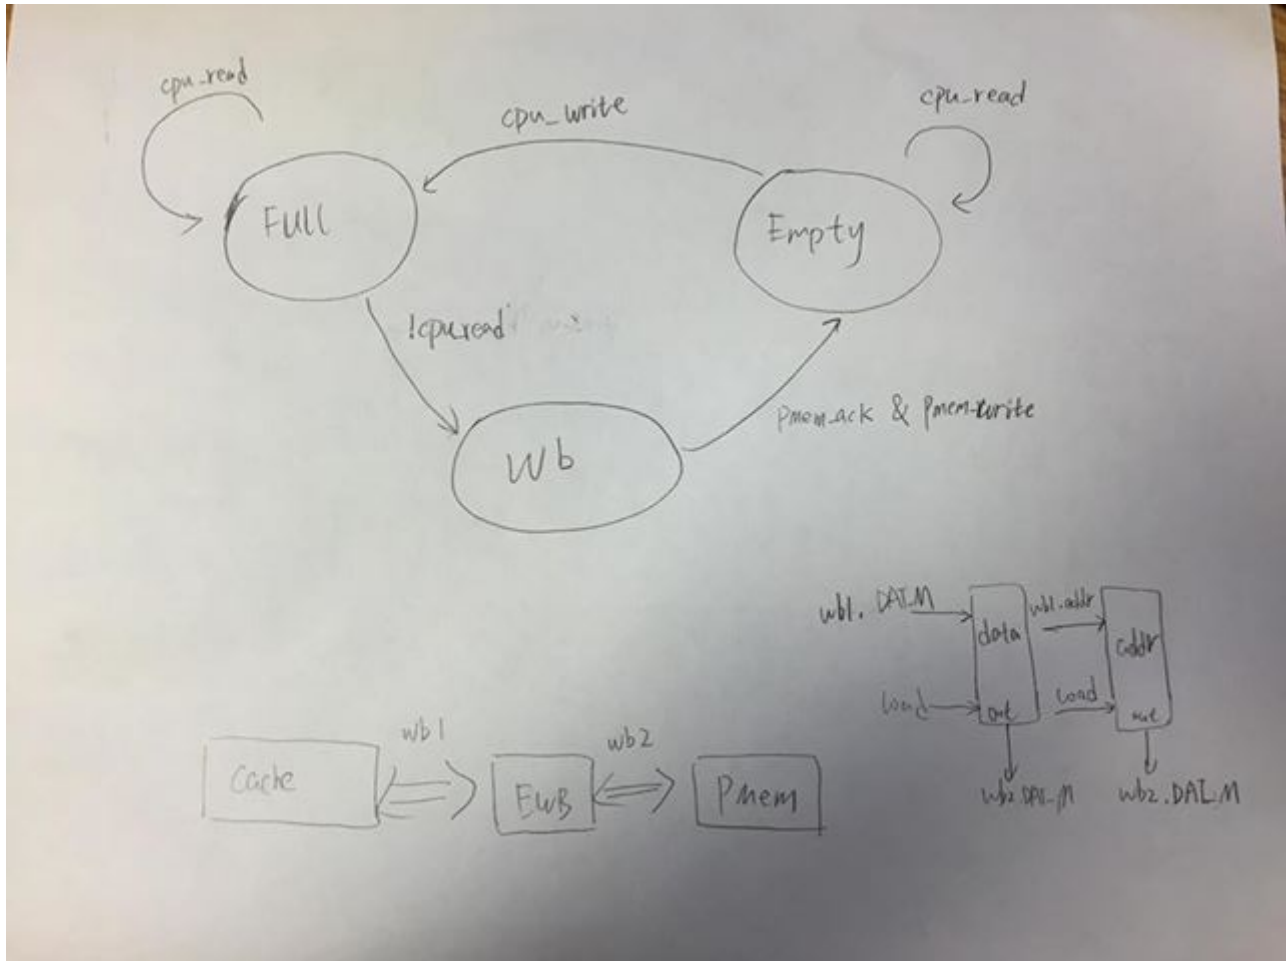 cpu_read
cpu_write
cpu_read
Full
Empty
!cpu_read
Pmem_ack & Pmem_write
Wb
wb1. DAT_M
data
wb1.addr
addr
load
out
load
out
wb2.DAT_M
wb2.DAT_M
Cache
wb1
EWB
wb2
Pmem